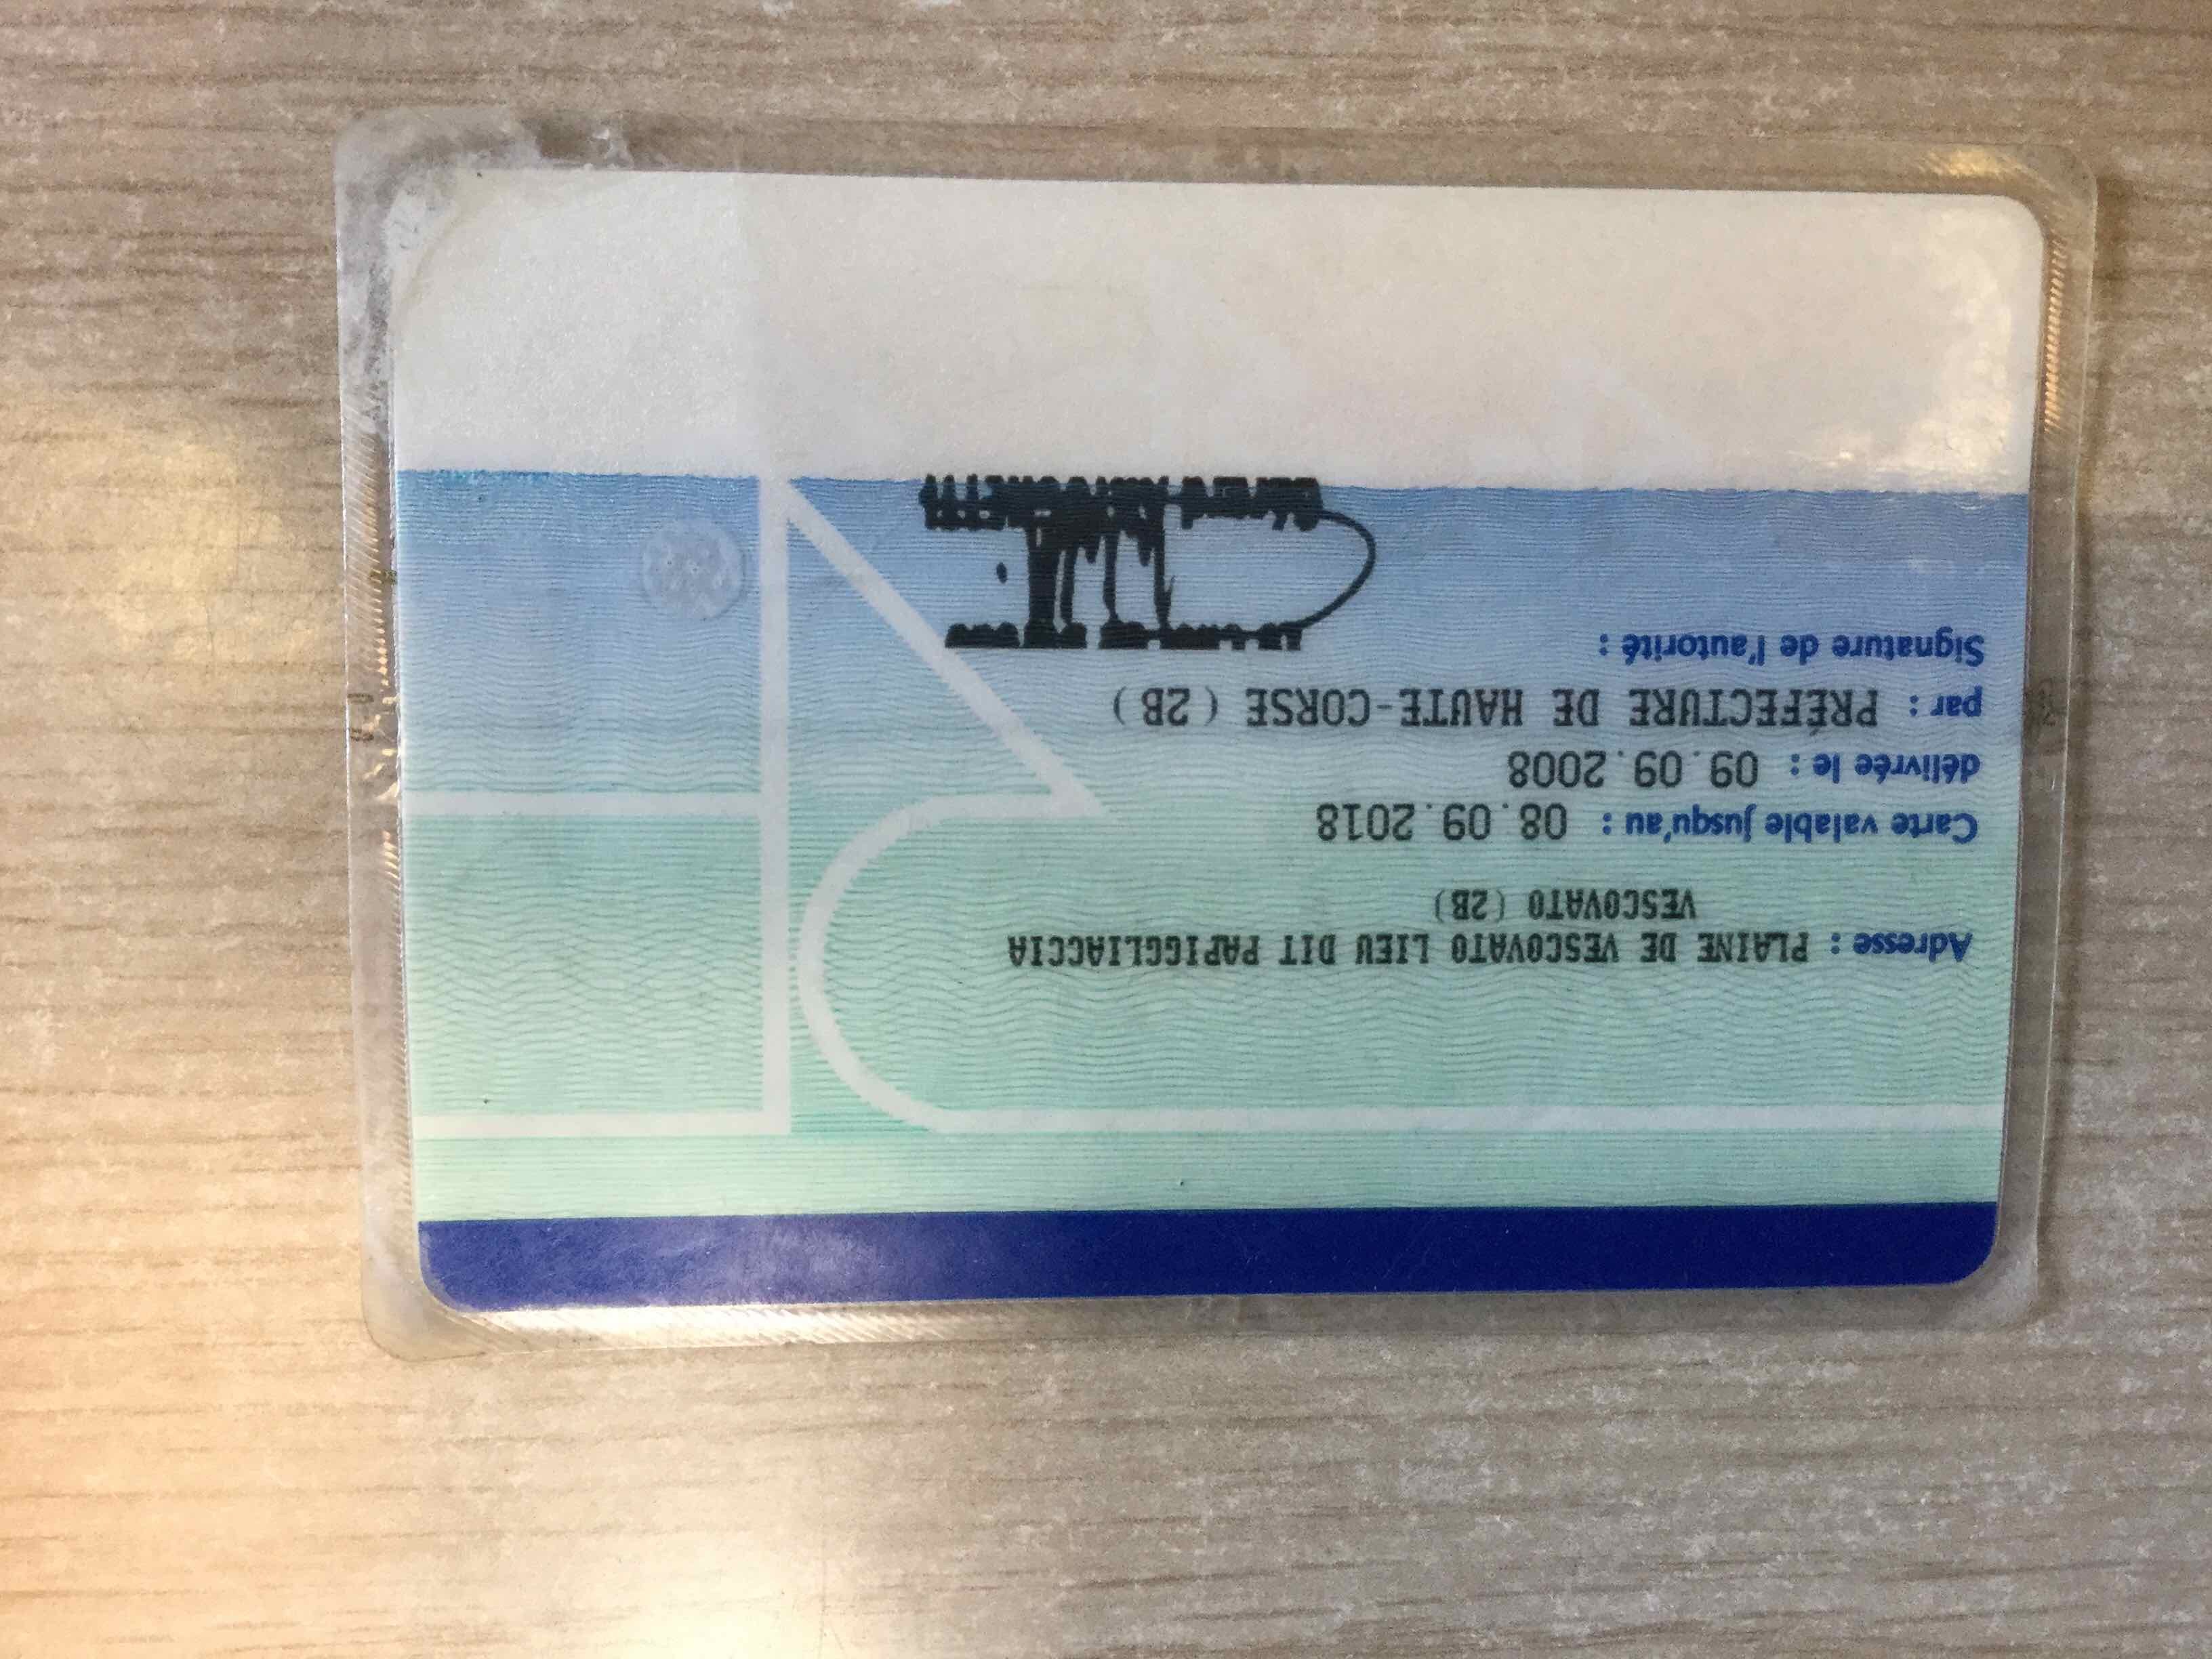 Adresse : PLAINE DE VESCOVATO LIEU DIT PAPIGGLIACCIA
VESCOVATO (2B)
Carte valable jusqu'au : 08.09.2018
délivrée le : 09.09.2008
par : PRÉFECTURE DE HAUTE-CORSE (2B)
Signature de l'autorité :